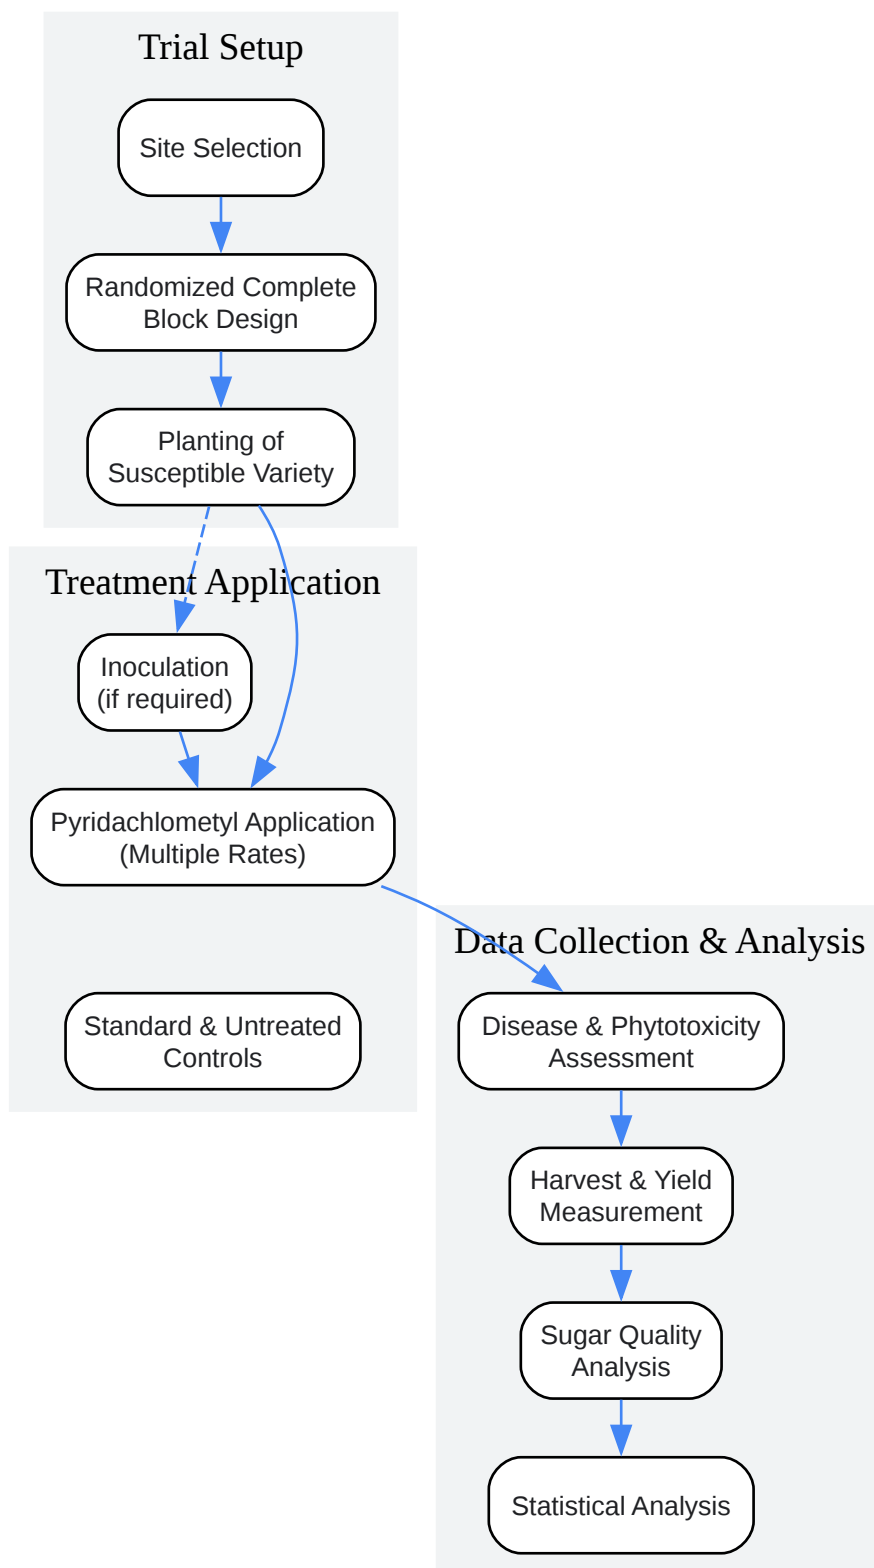 Trial Setup
Site Selection
Randomized Complete
Block Design
Planting of
Susceptible Variety
Treatment Application
Inoculation
(if required)
Pyridachlometyl Application
(Multiple Rates)
Standard & Untreated
Controls
Data Collection & Analysis
Disease & Phytotoxicity
Assessment
Harvest & Yield
Measurement
Sugar Quality
Analysis
Statistical Analysis